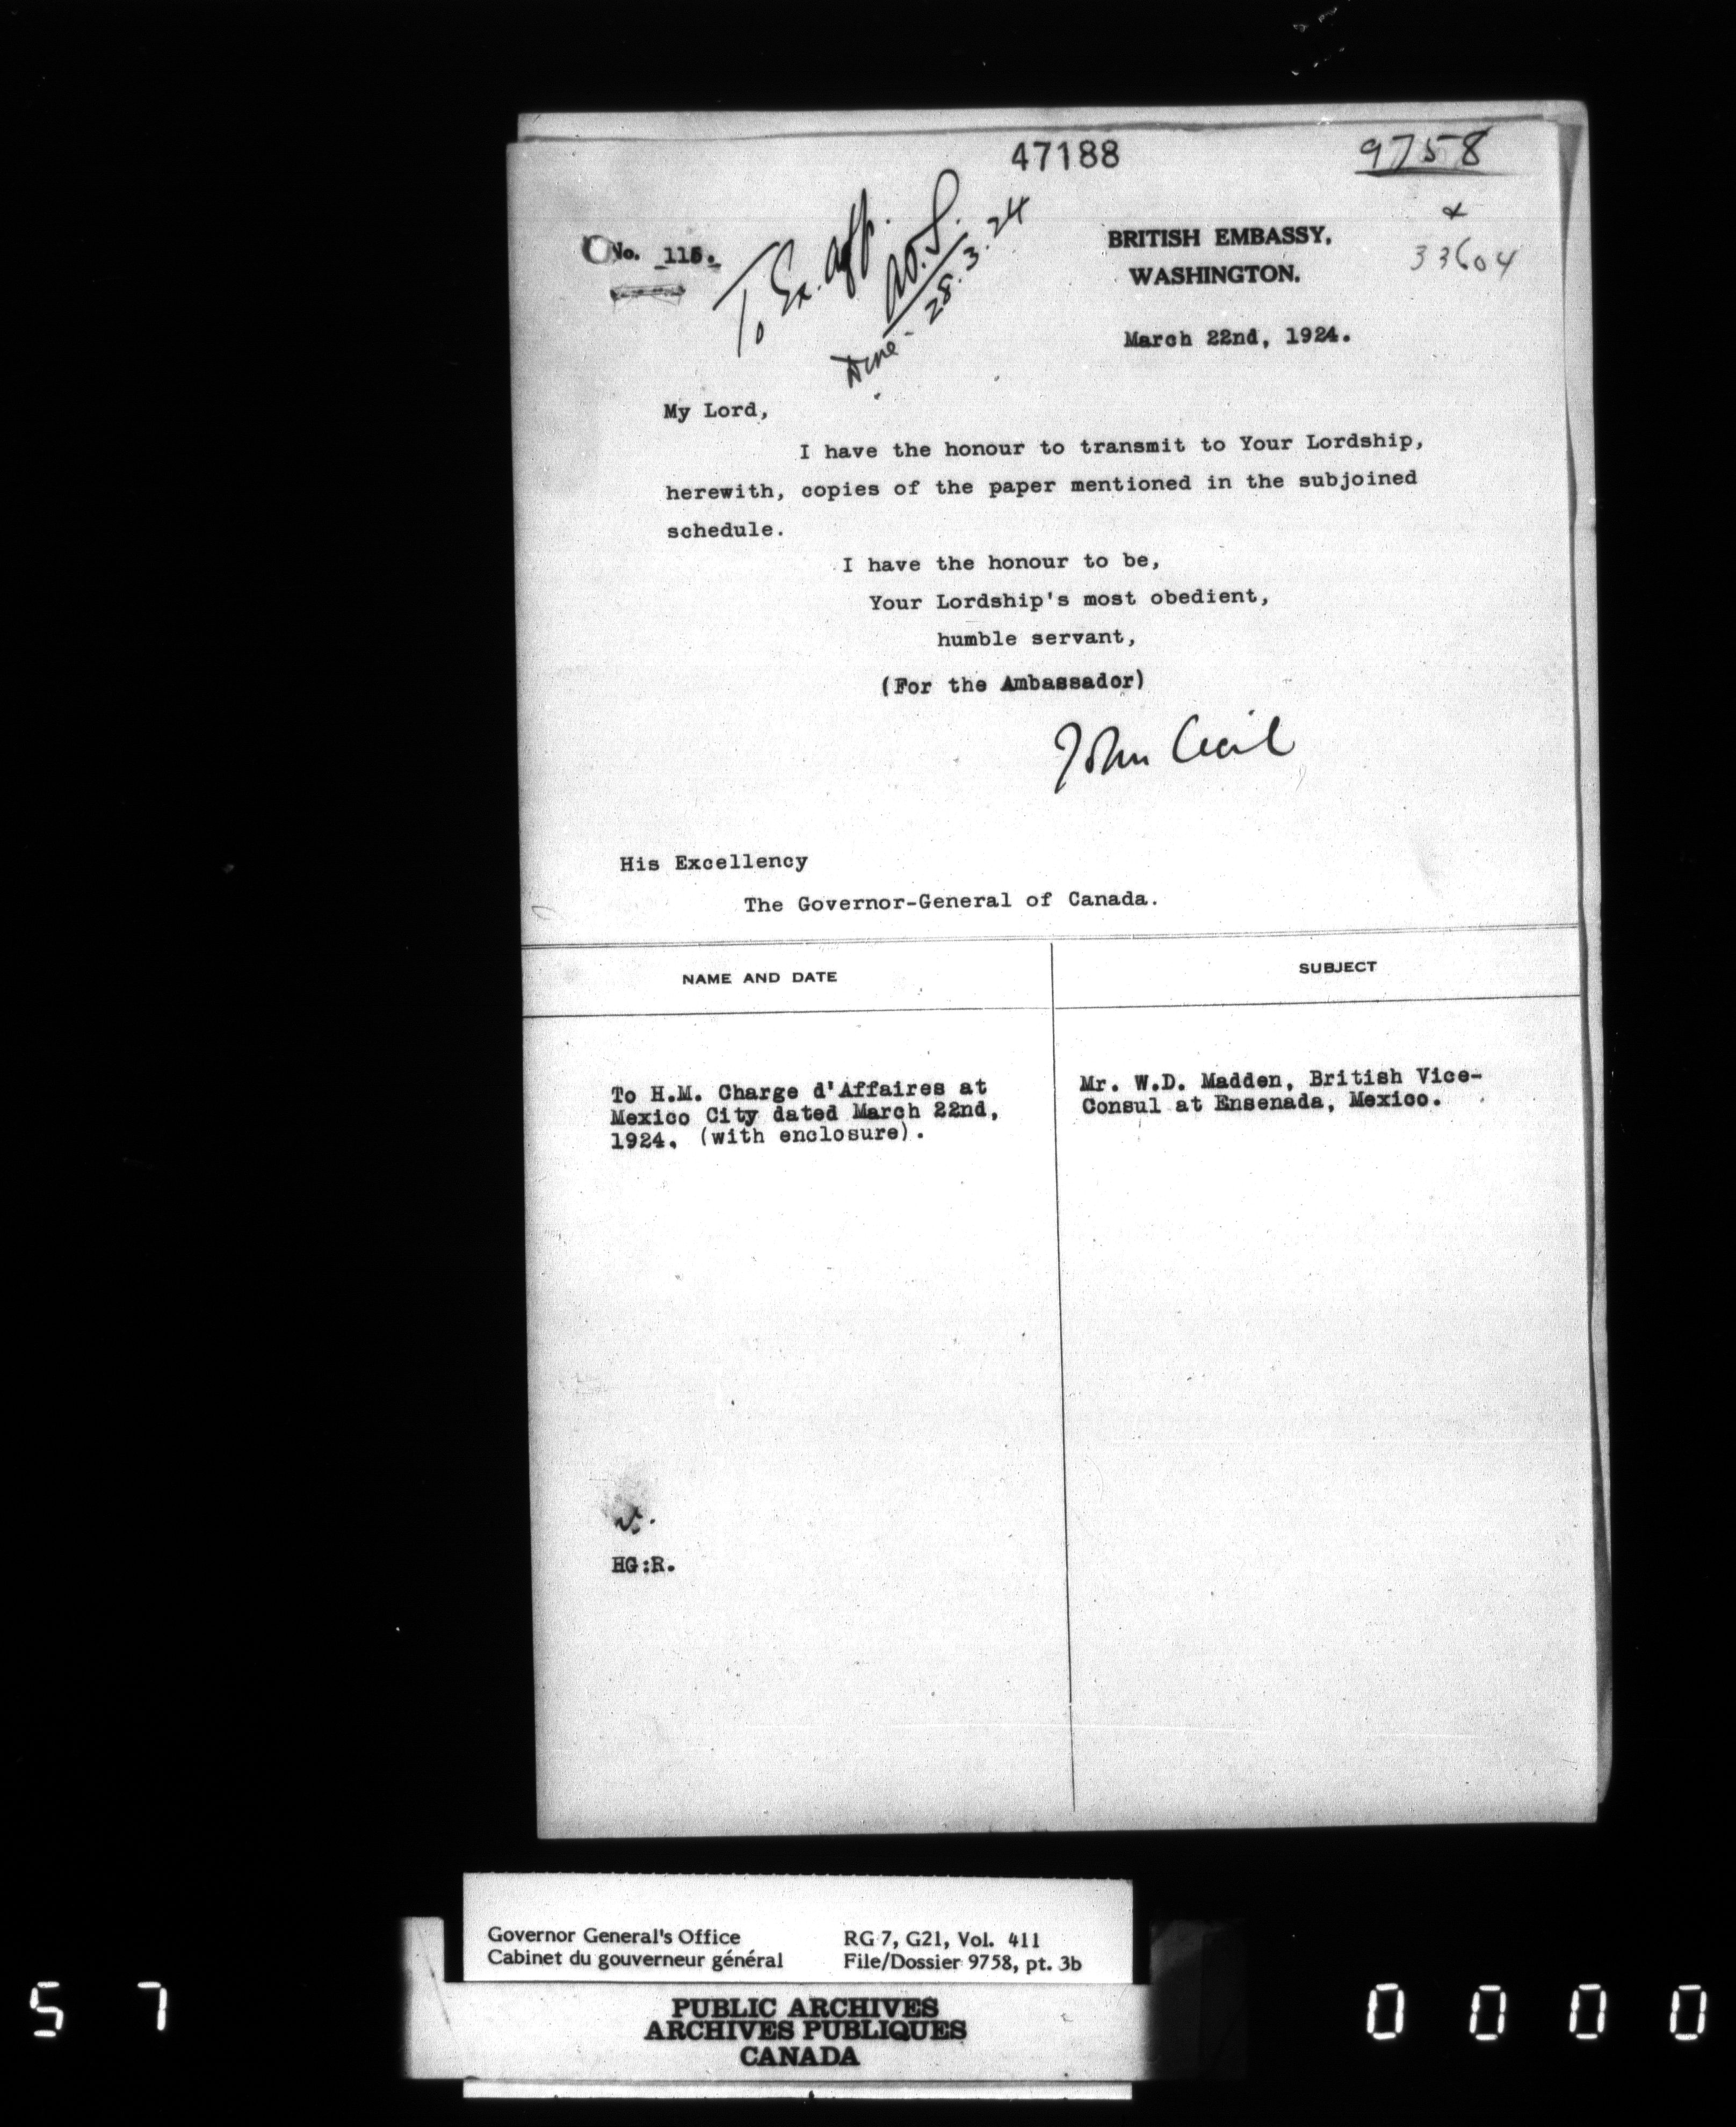 47188
9758
&
33604
No. 115.
To Ex. Aff.
28.3.24
BRITISH EMBASSY,
WASHINGTON.
March 22nd, 1924.
My Lord,
I have the honour to transmit to Your Lordship,
herewith, copies of the paper mentioned in the subjoined
schedule.
I have the honour to be,
Your Lordship's most obedient,
humble servant,
(For the Ambassador)
John Cecil
His Excellency
The Governor-General of Canada.
NAME AND DATE
SUBJECT
To H.M. Charge d'Affaires at
Mexico City dated March 22nd,
1924. (with enclosure).
Mr. W.D. Madden, British Vice-
Consul at Ensenada, Mexico.
HG:R.
Governor General's Office
Cabinet du gouverneur général
RG 7, G21, Vol. 411
File/Dossier 9758, pt. 3b
PUBLIC ARCHIVES
ARCHIVES PUBLIQUES
CANADA
5 7
0 0 0 0